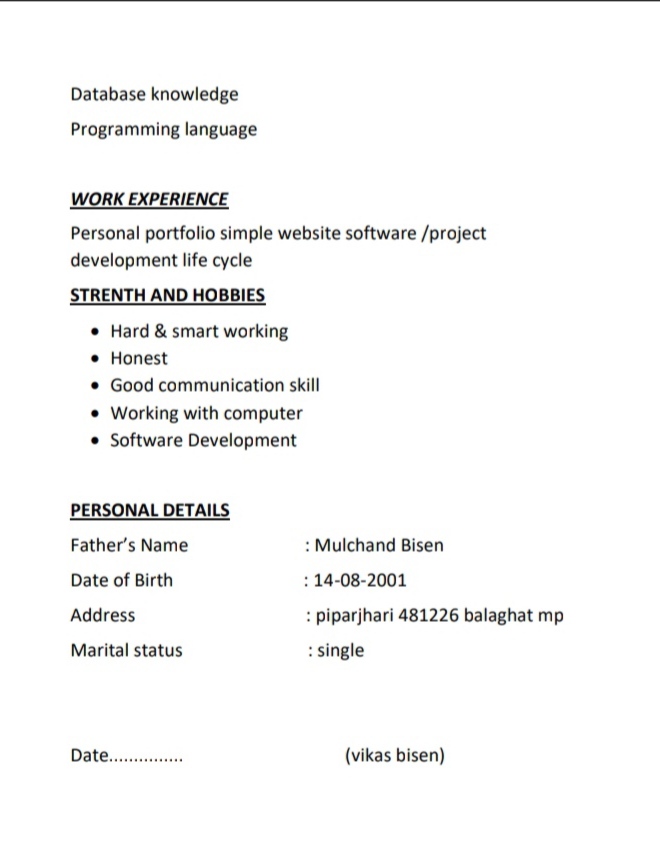 Database knowledge
Programming language
WORK EXPERIENCE
Personal portfolio simple website software /project
development life cycle
STRENTH AND HOBBIES
• Hard & smart working
• Honest
• Good communication skill
• Working with computer
• Software Development
PERSONAL DETAILS
Father’s Name : Mulchand Bisen
Date of Birth : 14-08-2001
Address : piparjhari 481226 balaghat mp
Marital status : single
Date............... (vikas bisen)